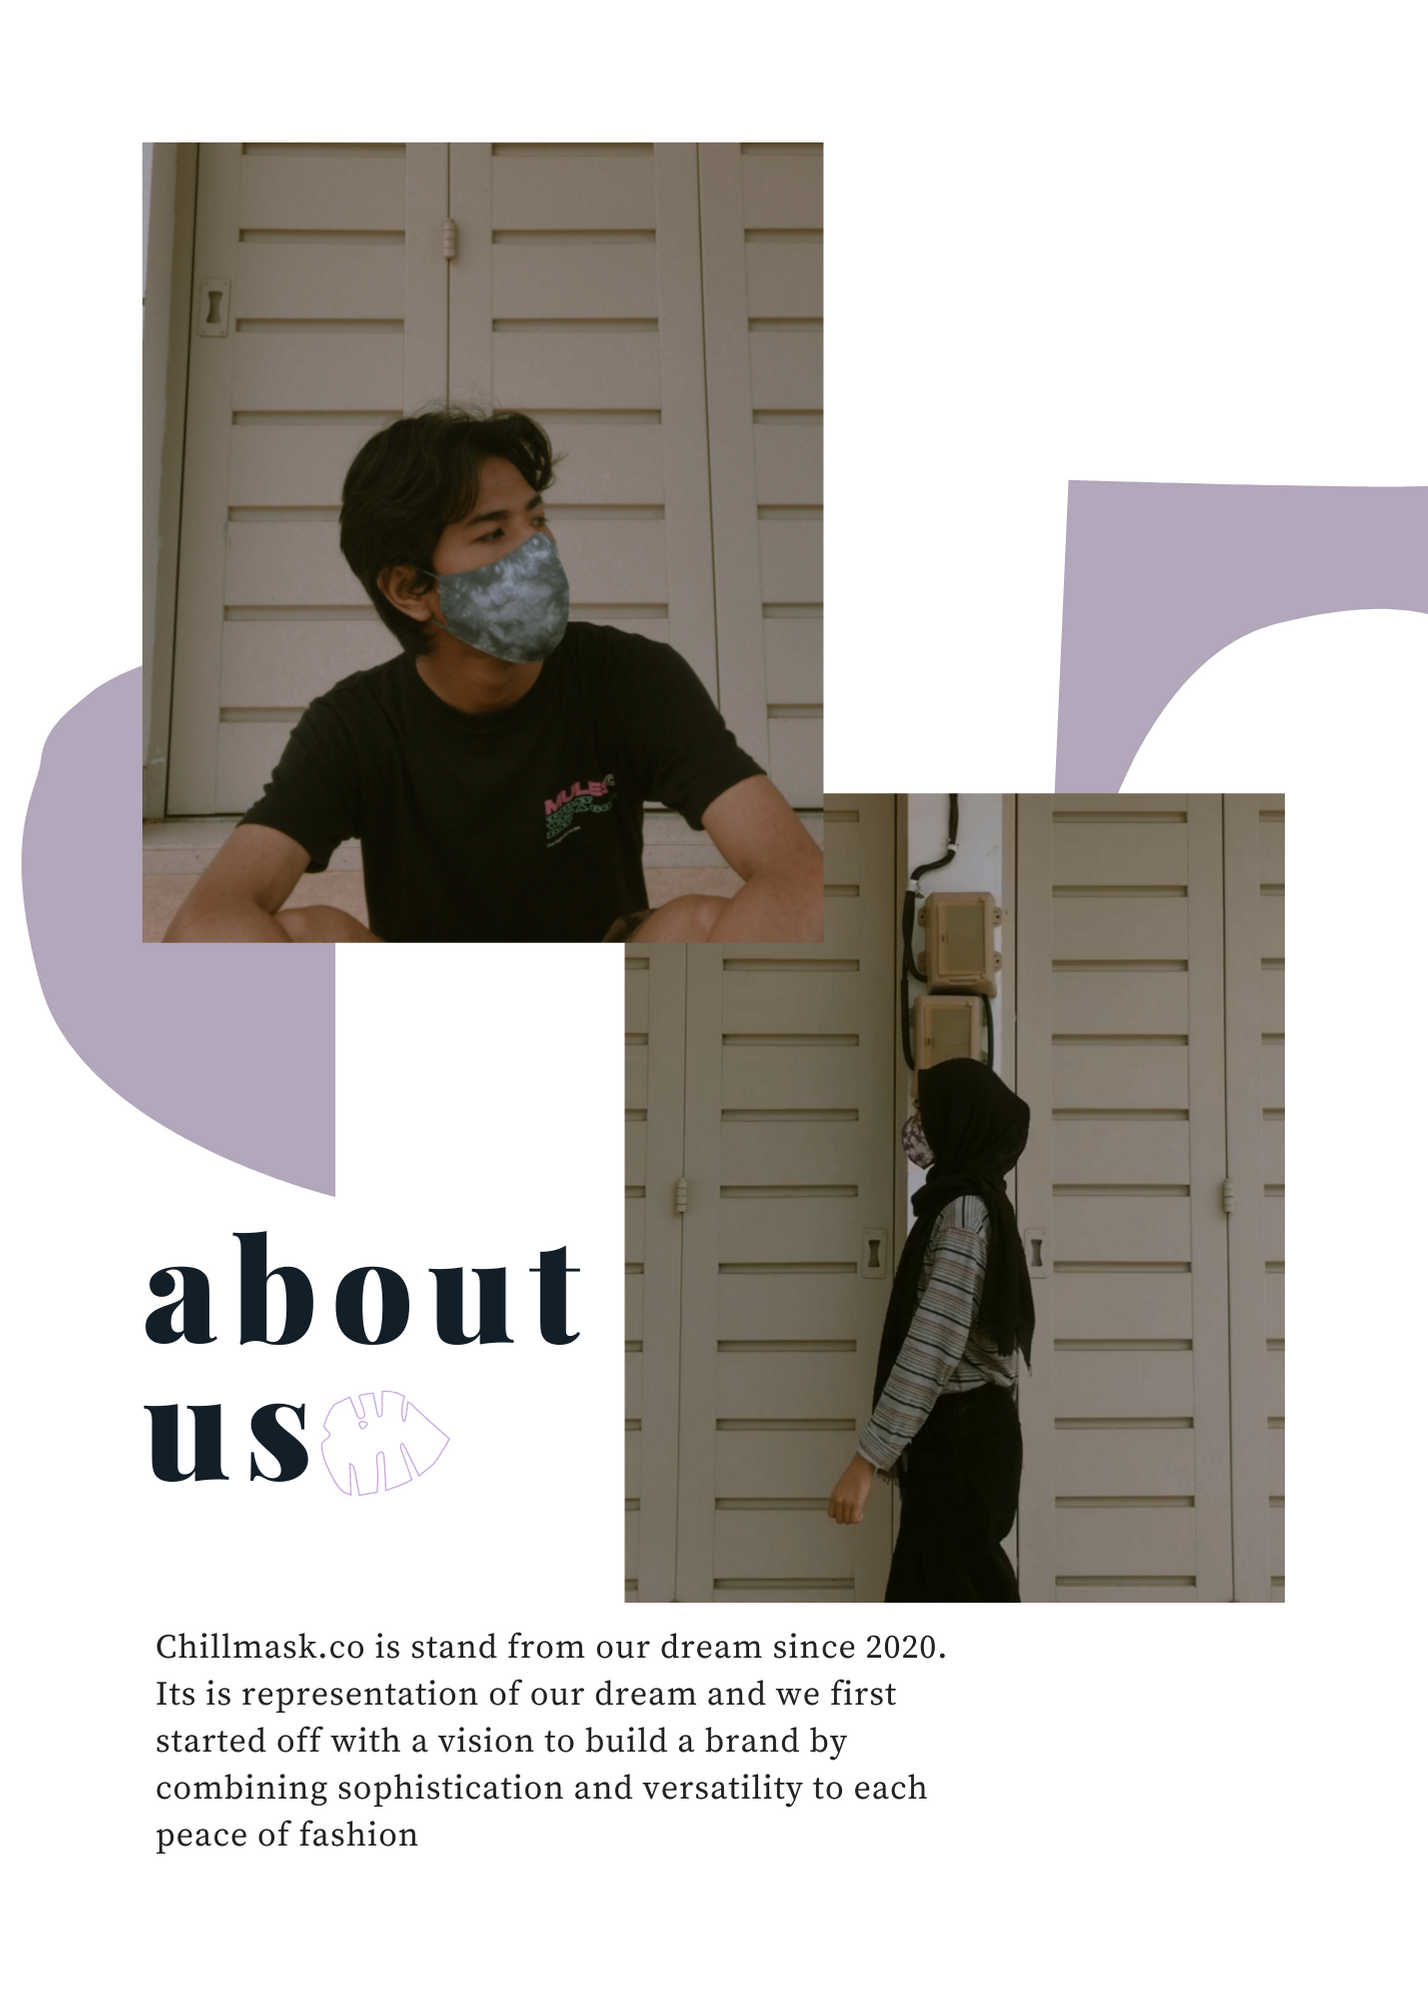 MULES
about
us
Chillmask.co is stand from our dream since 2020.
Its is representation of our dream and we first
started off with a vision to build a brand by
combining sophistication and versatility to each
peace of fashion